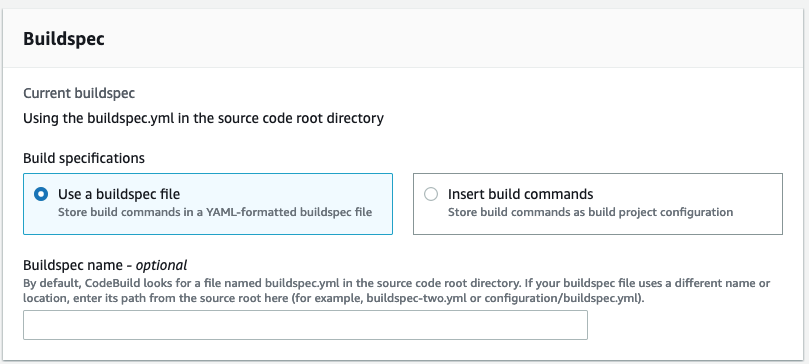 Buildspec
Current buildspec
Using the buildspec.yml in the source code root directory
Build specifications
Use a buildspec file
Store build commands in a YAML-formatted buildspec file
Insert build commands
Store build commands as build project configuration
Buildspec name - optional
By default, CodeBuild looks for a file named buildspec.yml in the source code root directory. If your buildspec file uses a different name or
location, enter its path from the source root here (for example, buildspec-two.yml or configuration/buildspec.yml).